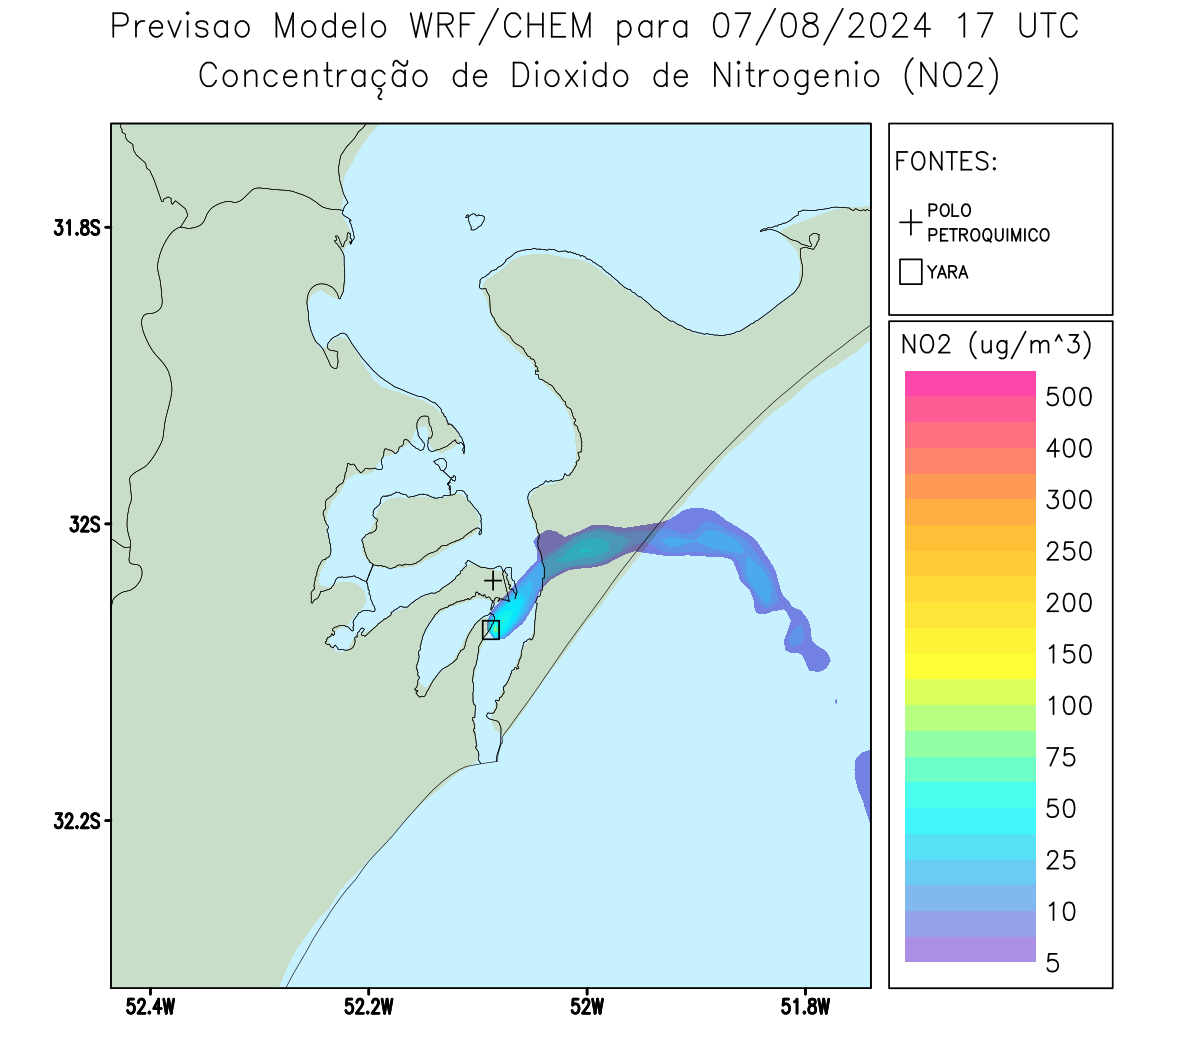 Previsao Modelo WRF/CHEM para 07/08/2024 17 UTC
Concentração de Dioxido de Nitrogenio (NO2)
FONTES:
POLO
PETROQUIMICO
YARA
NO2 (ug/m^3)
500
400
300
250
200
150
100
75
50
25
10
5
31.8S
32S
32.2S
52.4W
52.2W
52W
51.8W